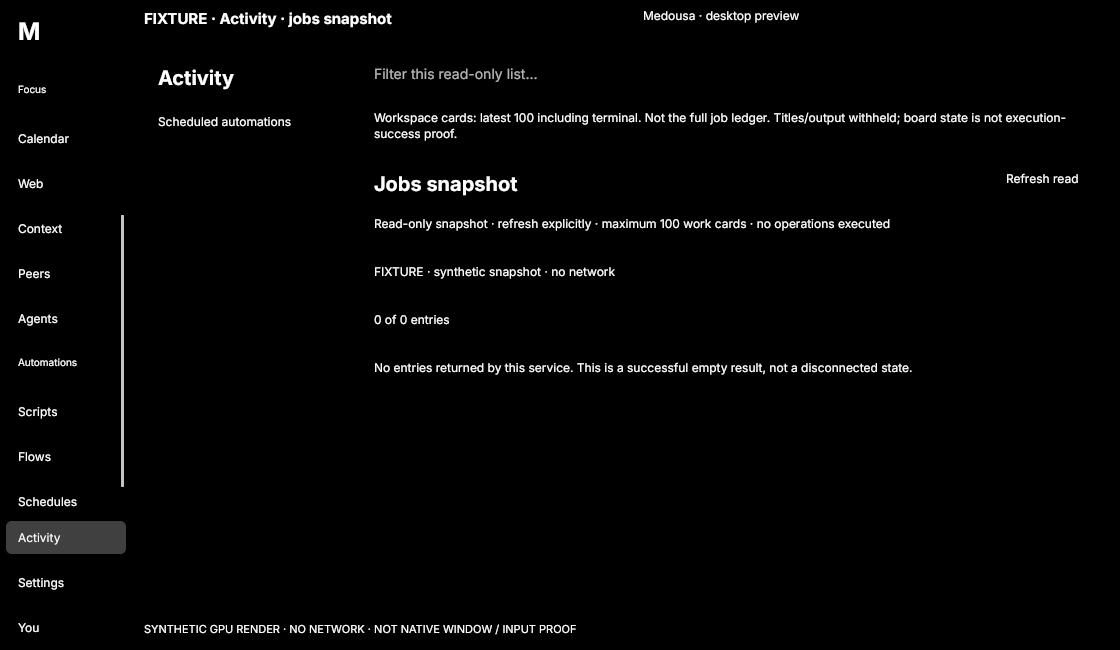 M
Focus
Calendar
Web
Context
Peers
Agents
Automations
Scripts
Flows
Schedules
Activity
Settings
You
FIXTURE · Activity · jobs snapshot
Medousa · desktop preview
Activity
Scheduled automations
Filter this read-only list...
Workspace cards: latest 100 including terminal. Not the full job ledger. Titles/output withheld; board state is not execution-
success proof.
Jobs snapshot
Refresh read
Read-only snapshot · refresh explicitly · maximum 100 work cards · no operations executed
FIXTURE · synthetic snapshot · no network
0 of 0 entries
No entries returned by this service. This is a successful empty result, not a disconnected state.
SYNTHETIC GPU RENDER · NO NETWORK · NOT NATIVE WINDOW / INPUT PROOF